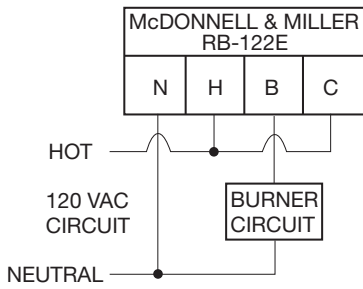 McDONNELL & MILLER
RB-122E
N H B C
HOT
120 VAC
CIRCUIT
BURNER
CIRCUIT
NEUTRAL